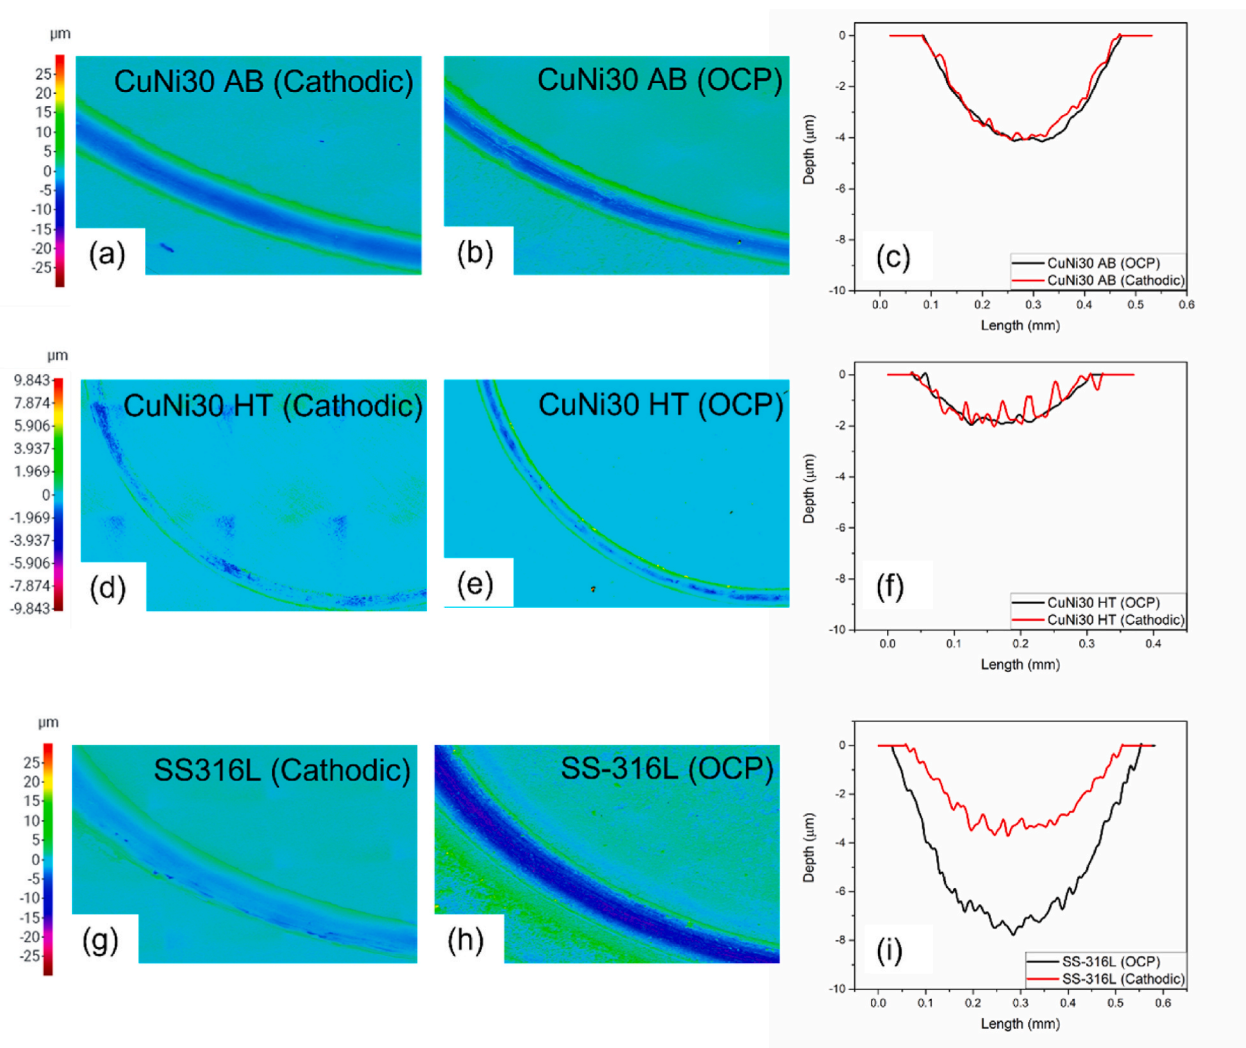 µm
25
20
15
10
5
0
-5
-10
-15
-20
-25
CuNi30 AB (Cathodic)
(a)
CuNi30 AB (OCP)
(b)
0
-2
-4
-6
-8
-10
Depth (µm)
(c)
CuNi30 AB (OCP)
CuNi30 AB (Cathodic)
0.0 0.1 0.2 0.3 0.4 0.5 0.6
Length (mm)
µm
9.843
7.874
5.906
3.937
1.969
0
-1.969
-3.937
-5.906
-7.874
-9.843
CuNi30 HT (Cathodic)
(d)
CuNi30 HT (OCP)
(e)
0
-2
-4
-6
-8
-10
Depth (µm)
(f)
CuNi30 HT (OCP)
CuNi30 HT (Cathodic)
0.0 0.1 0.2 0.3 0.4
Length (mm)
µm
25
20
15
10
5
0
-5
-10
-15
-20
-25
SS316L (Cathodic)
(g)
SS-316L (OCP)
(h)
0
-2
-4
-6
-8
-10
Depth (µm)
(i)
SS-316L (OCP)
SS-316L (Cathodic)
0.0 0.1 0.2 0.3 0.4 0.5 0.6
Length (mm)